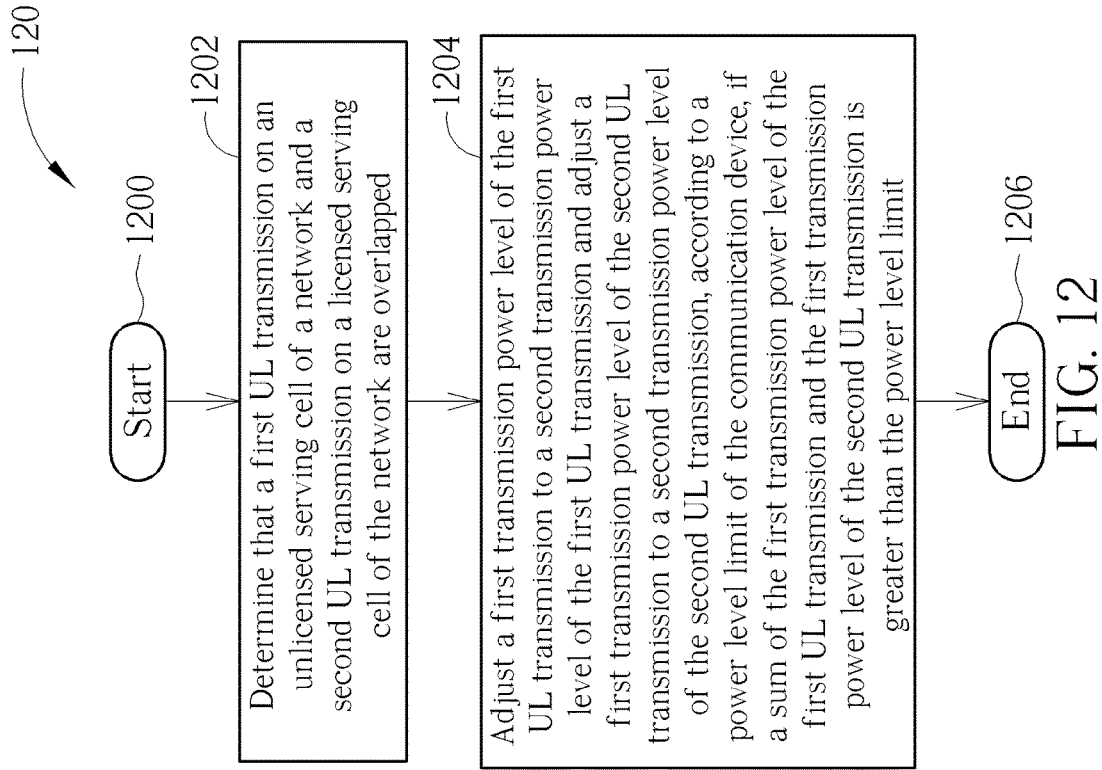 120
Start
1200
1202
Determine that a first UL transmission on an
unlicensed serving cell of a network and a
second UL transmission on a licensed serving
cell of the network are overlapped
1204
Adjust a first transmission power level of the first
UL transmission to a second transmission power
level of the first UL transmission and adjust a
first transmission power level of the second UL
transmission to a second transmission power level
of the second UL transmission, according to a
power level limit of the communication device, if
a sum of the first transmission power level of the
first UL transmission and the first transmission
power level of the second UL transmission is
greater than the power level limit
End
1206
FIG. 12